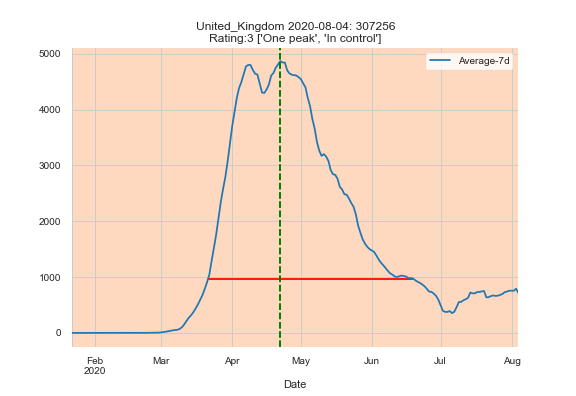 United_Kingdom 2020-08-04: 307256
Rating:3 ['One peak', 'In control']
Average-7d
5000
4000
3000
2000
1000
0
Feb
2020
Mar
Apr
May
Jun
Jul
Aug
Date